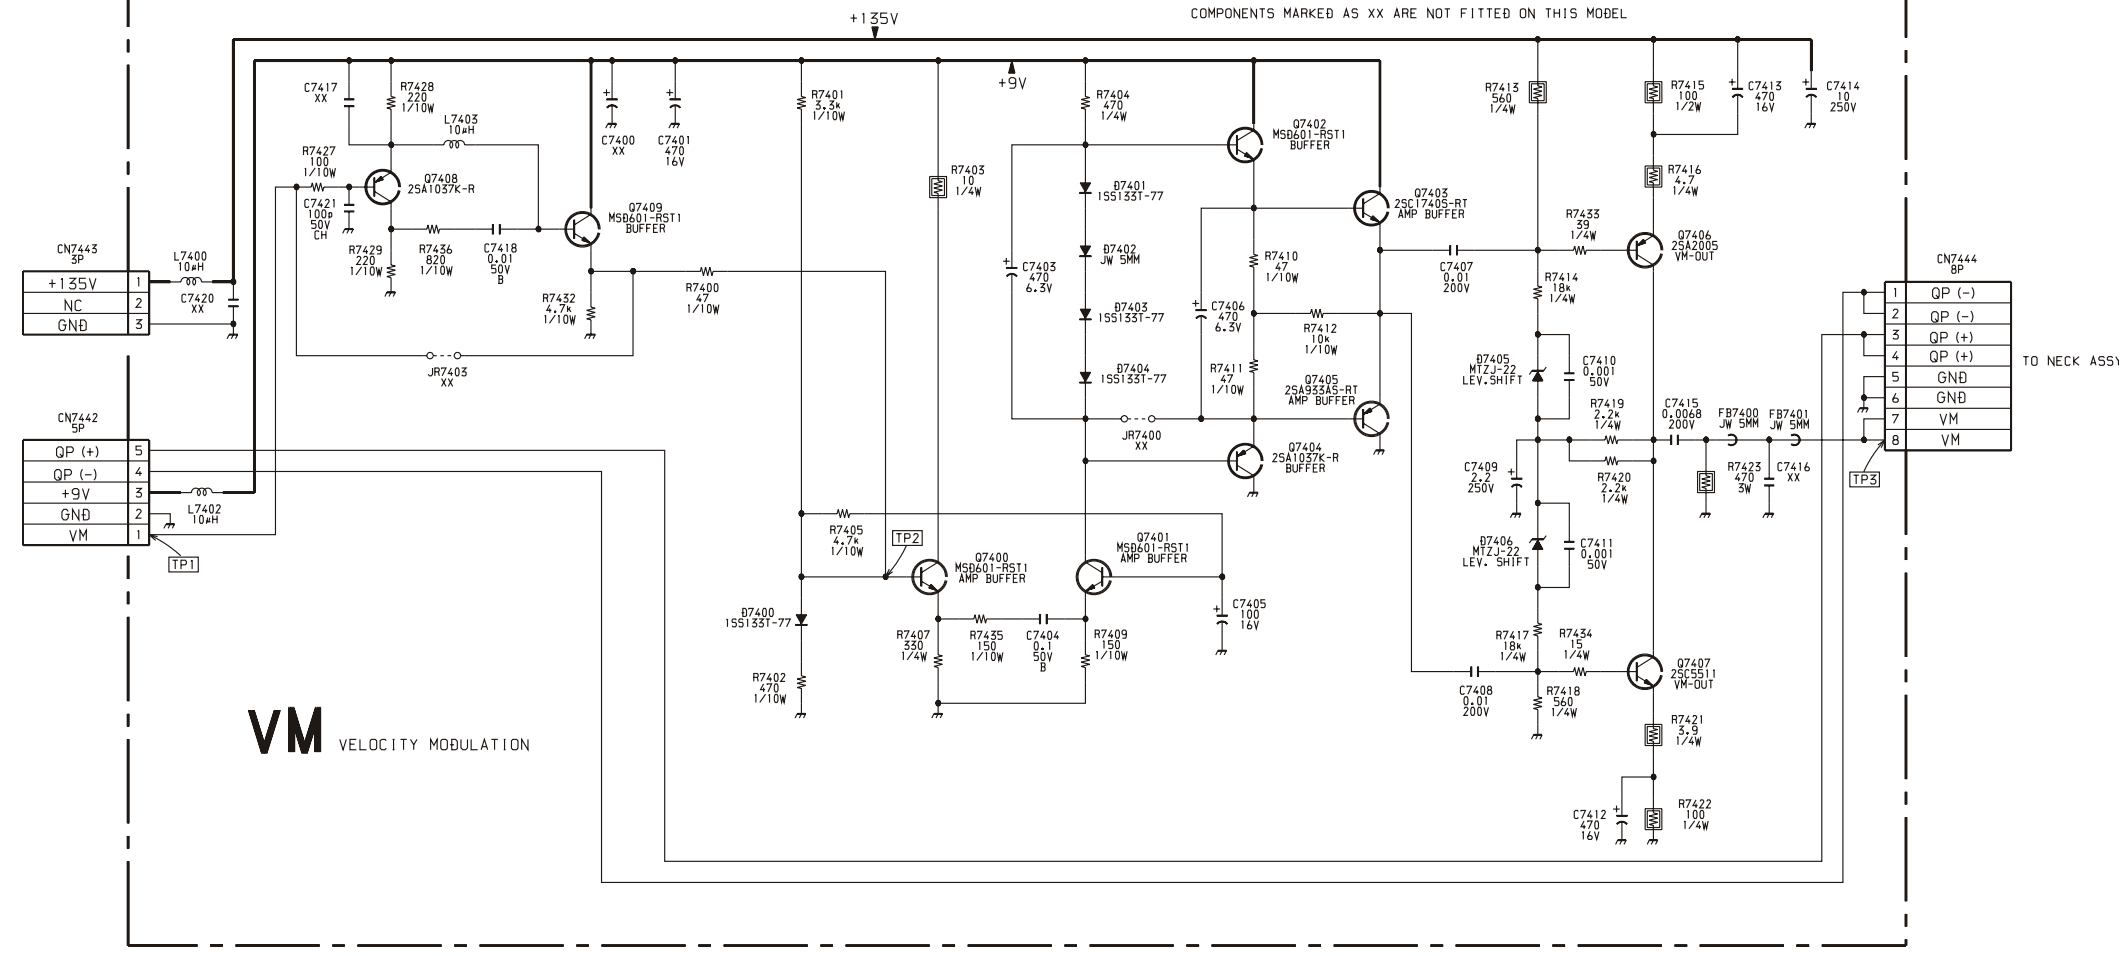 +135V
COMPONENTS MARKED AS XX ARE NOT FITTED ON THIS MODEL
+9V
C7417
XX
R7428
220
1/10W
L7403
10µH
R7427
100
1/10W
Q7408
2SA1037K-R
C7421
100p
50V
CH
R7429
220
1/10W
R7436
820
1/10W
C7418
0.01
50V
B
Q7409
MSD601-RST1
BUFFER
C7400
XX
C7401
470
16V
R7432
4.7k
1/10W
R7400
47
1/10W
JR7403
XX
CN7443
3P
+135V 1
NC 2
GND 3
L7400
10µH
C7420
XX
CN7442
5P
QP (+) 5
QP (-) 4
+9V 3
GND 2
VM 1
L7402
10µH
TP1
R7401
3.3k
1/10W
R7403
10
1/4W
R7404
470
1/4W
D7401
1SS133T-77
D7402
JW 5MM
D7403
1SS133T-77
D7404
1SS133T-77
C7403
470
6.3V
Q7402
MSD601-RST1
BUFFER
Q7403
2SC1740S-RT
AMP BUFFER
R7410
47
1/10W
C7406
470
6.3V
R7412
10k
1/10W
R7411
47
1/10W
Q7405
2SA933AS-RT
AMP BUFFER
JR7400
XX
Q7404
2SA1037K-R
BUFFER
R7405
4.7k
1/10W
TP2
Q7400
MSD601-RST1
AMP BUFFER
Q7401
MSD601-RST1
AMP BUFFER
D7400
1SS133T-77
R7402
470
1/10W
R7407
330
1/4W
R7435
150
1/10W
C7404
0.1
50V
B
R7409
150
1/10W
C7405
100
16V
R7413
560
1/4W
R7415
100
1/2W
C7413
470
16V
C7414
10
250V
R7416
4.7
1/4W
R7433
39
1/4W
Q7406
2SA2005
VM-OUT
C7407
0.01
200V
R7414
18k
1/4W
D7405
MTZJ-22
LEV.SHIFT
C7410
0.001
50V
R7419
2.2k
1/4W
C7415
0.0068
200V
FB7400
JW 5MM
FB7401
JW 5MM
C7409
2.2
250V
R7420
2.2k
1/4W
R7423
470
3W
C7416
XX
D7406
MTZJ-22
LEV. SHIFT
C7411
0.001
50V
R7417
18k
1/4W
R7434
15
1/4W
Q7407
2SC5511
VM-OUT
C7408
0.01
200V
R7418
560
1/4W
R7421
3.9
1/4W
C7412
470
16V
R7422
100
1/4W
CN7444
8P
1 QP (-)
2 QP (-)
3 QP (+)
4 QP (+)
5 GND
6 GND
7 VM
8 VM
TO NECK ASSY
TP3
VM VELOCITY MODULATION